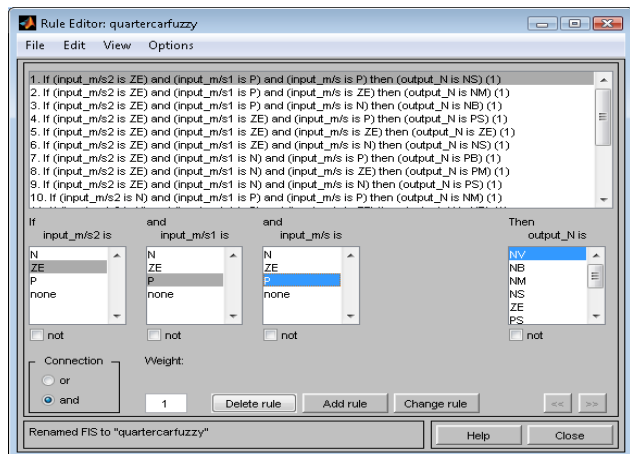 Rule Editor: quartercarfuzzy
File Edit View Options
1. If (input_m/s2 is ZE) and (input_m/s1 is P) and (input_m/s is P) then (output_N is NS) (1)
2. If (input_m/s2 is ZE) and (input_m/s1 is P) and (input_m/s is ZE) then (output_N is NM) (1)
3. If (input_m/s2 is ZE) and (input_m/s1 is P) and (input_m/s is N) then (output_N is NB) (1)
4. If (input_m/s2 is ZE) and (input_m/s1 is ZE) and (input_m/s is P) then (output_N is PS) (1)
5. If (input_m/s2 is ZE) and (input_m/s1 is ZE) and (input_m/s is ZE) then (output_N is ZE) (1)
6. If (input_m/s2 is ZE) and (input_m/s1 is ZE) and (input_m/s is N) then (output_N is NS) (1)
7. If (input_m/s2 is ZE) and (input_m/s1 is N) and (input_m/s is P) then (output_N is PB) (1)
8. If (input_m/s2 is ZE) and (input_m/s1 is N) and (input_m/s is ZE) then (output_N is PM) (1)
9. If (input_m/s2 is ZE) and (input_m/s1 is N) and (input_m/s is N) then (output_N is PS) (1)
10. If (input_m/s2 is N) and (input_m/s1 is P) and (input_m/s is P) then (output_N is NM) (1)
If and and Then
input_m/s2 is input_m/s1 is input_m/s is output_N is
N N N NV
ZE ZE ZE NB
P P P NM
none none none NS
ZE
PS
not not not not
Connection Weight:
or
and 1 Delete rule Add rule Change rule << >>
Renamed FIS to "quartercarfuzzy" Help Close